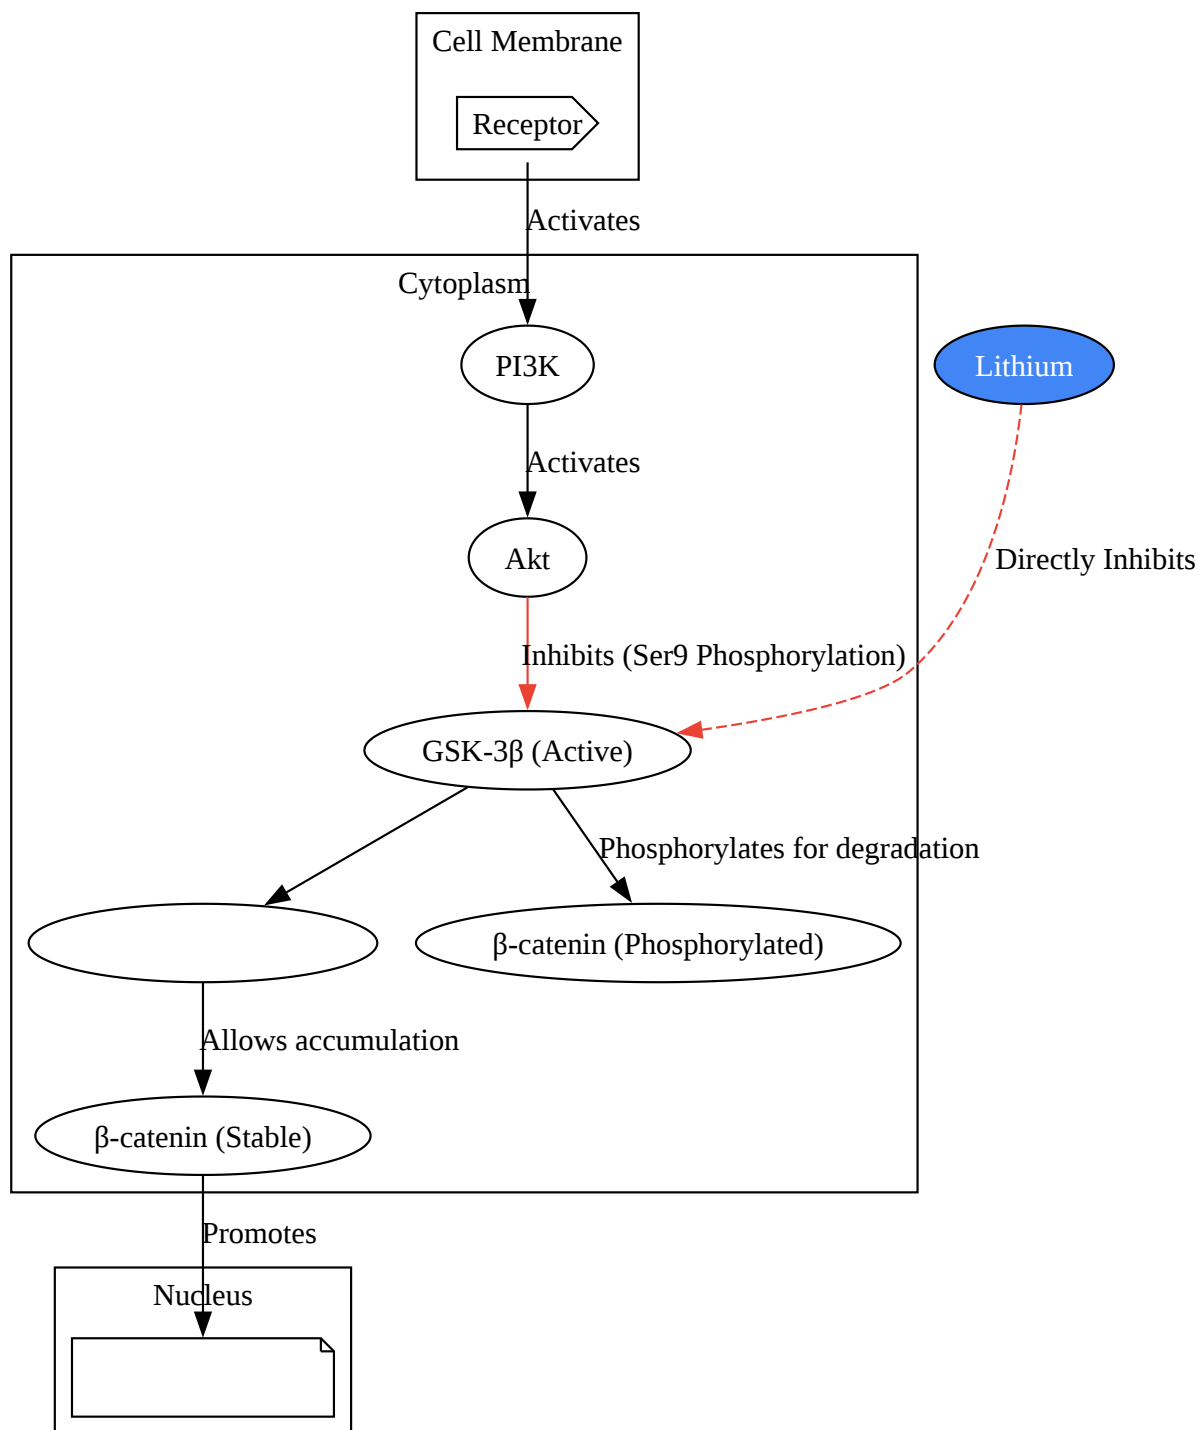 Cell Membrane
Receptor
Activates
Cytoplasm
PI3K
Lithium
Activates
Akt
Directly Inhibits
Inhibits (Ser9 Phosphorylation)
GSK-3β (Active)
Phosphorylates for degradation
β-catenin (Phosphorylated)
Allows accumulation
β-catenin (Stable)
Promotes
Nucleus